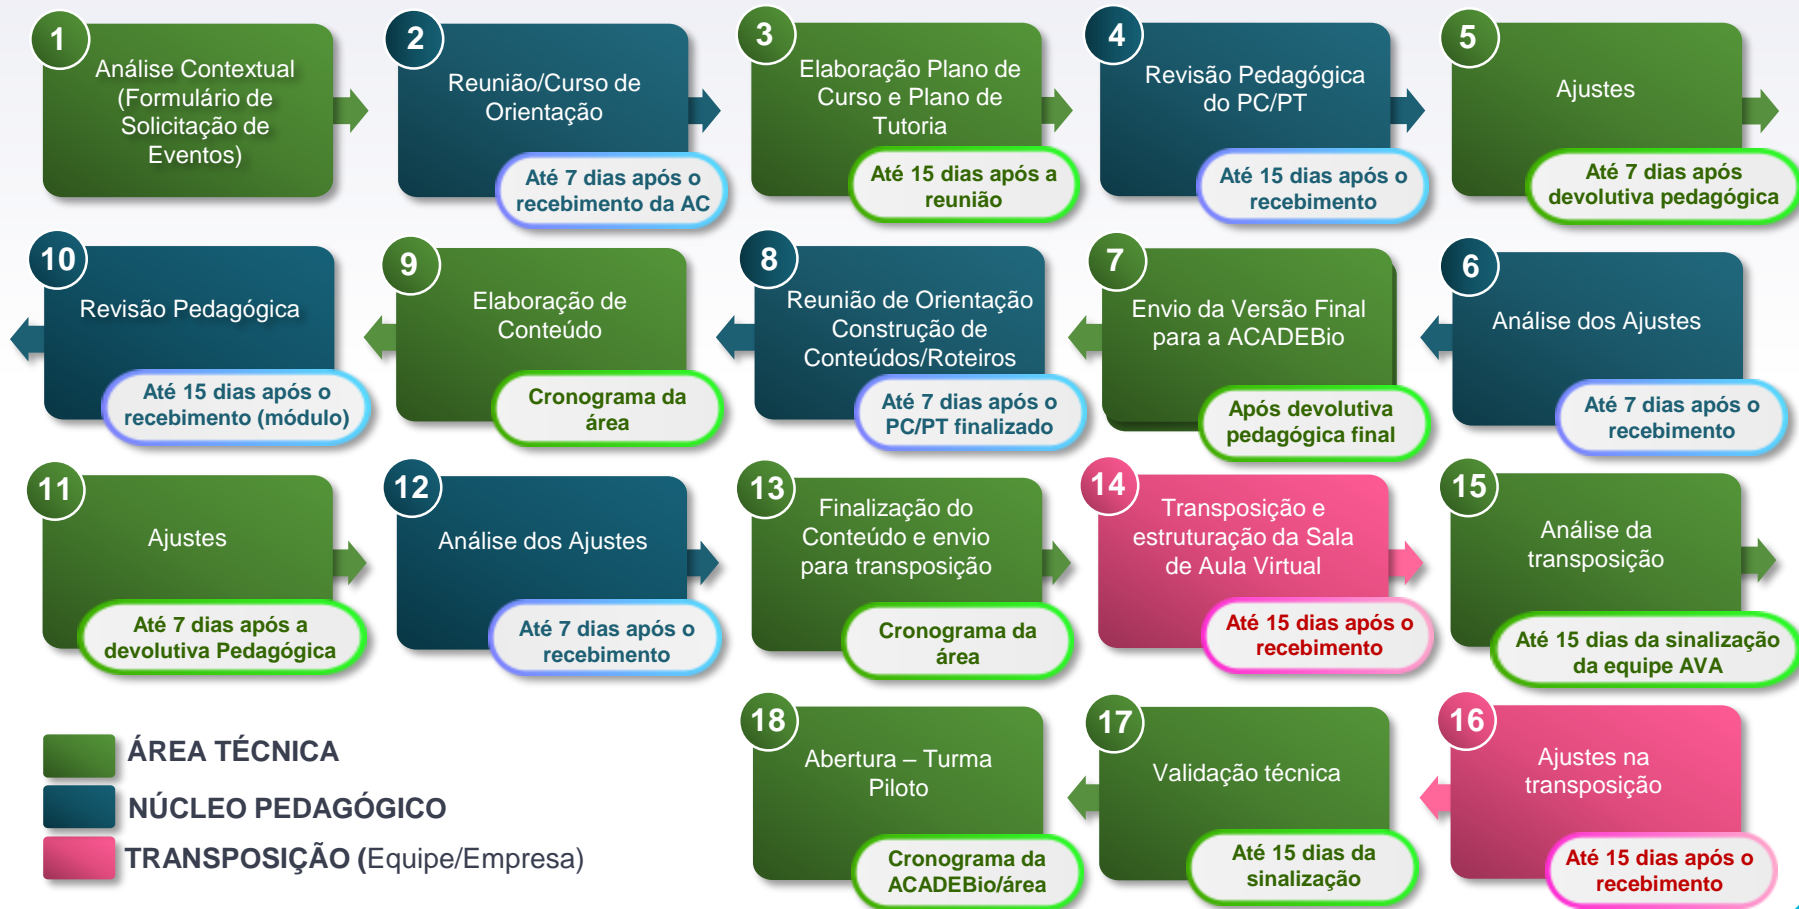 1
Análise Contextual
(Formulário de
Solicitação de
Eventos)
2
Reunião/Curso de
Orientação
Até 7 dias após o
recebimento da AC
3
Elaboração Plano de
Curso e Plano de
Tutoria
Até 15 dias após a
reunião
4
Revisão Pedagógica
do PC/PT
Até 15 dias após o
recebimento
5
Ajustes
Até 7 dias após
devolutiva pedagógica
10
Revisão Pedagógica
Até 15 dias após o
recebimento (módulo)
9
Elaboração de
Conteúdo
Cronograma da
área
8
Reunião de Orientação
Construção de
Conteúdos/Roteiros
Até 7 dias após o
PC/PT finalizado
7
Envio da Versão Final
para a ACADEBio
Após devolutiva
pedagógica final
6
Análise dos Ajustes
Até 7 dias após o
recebimento
11
Ajustes
Até 7 dias após a
devolutiva Pedagógica
12
Análise dos Ajustes
Até 7 dias após o
recebimento
13
Finalização do
Conteúdo e envio
para transposição
Cronograma da
área
14
Transposição e
estruturação da Sala
de Aula Virtual
Até 15 dias após o
recebimento
15
Análise da
transposição
Até 15 dias da sinalização
da equipe AVA
18
Abertura – Turma
Piloto
Cronograma da
ACADEBio/área
17
Validação técnica
Até 15 dias da
sinalização
16
Ajustes na
transposição
Até 15 dias após o
recebimento
ÁREA TÉCNICA
NÚCLEO PEDAGÓGICO
TRANSPOSIÇÃO (Equipe/Empresa)